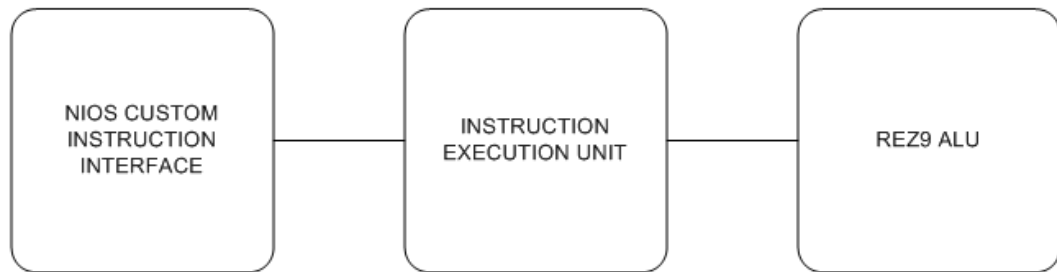 NIOS CUSTOM
INSTRUCTION
INTERFACE
INSTRUCTION
EXECUTION UNIT
REZ9 ALU